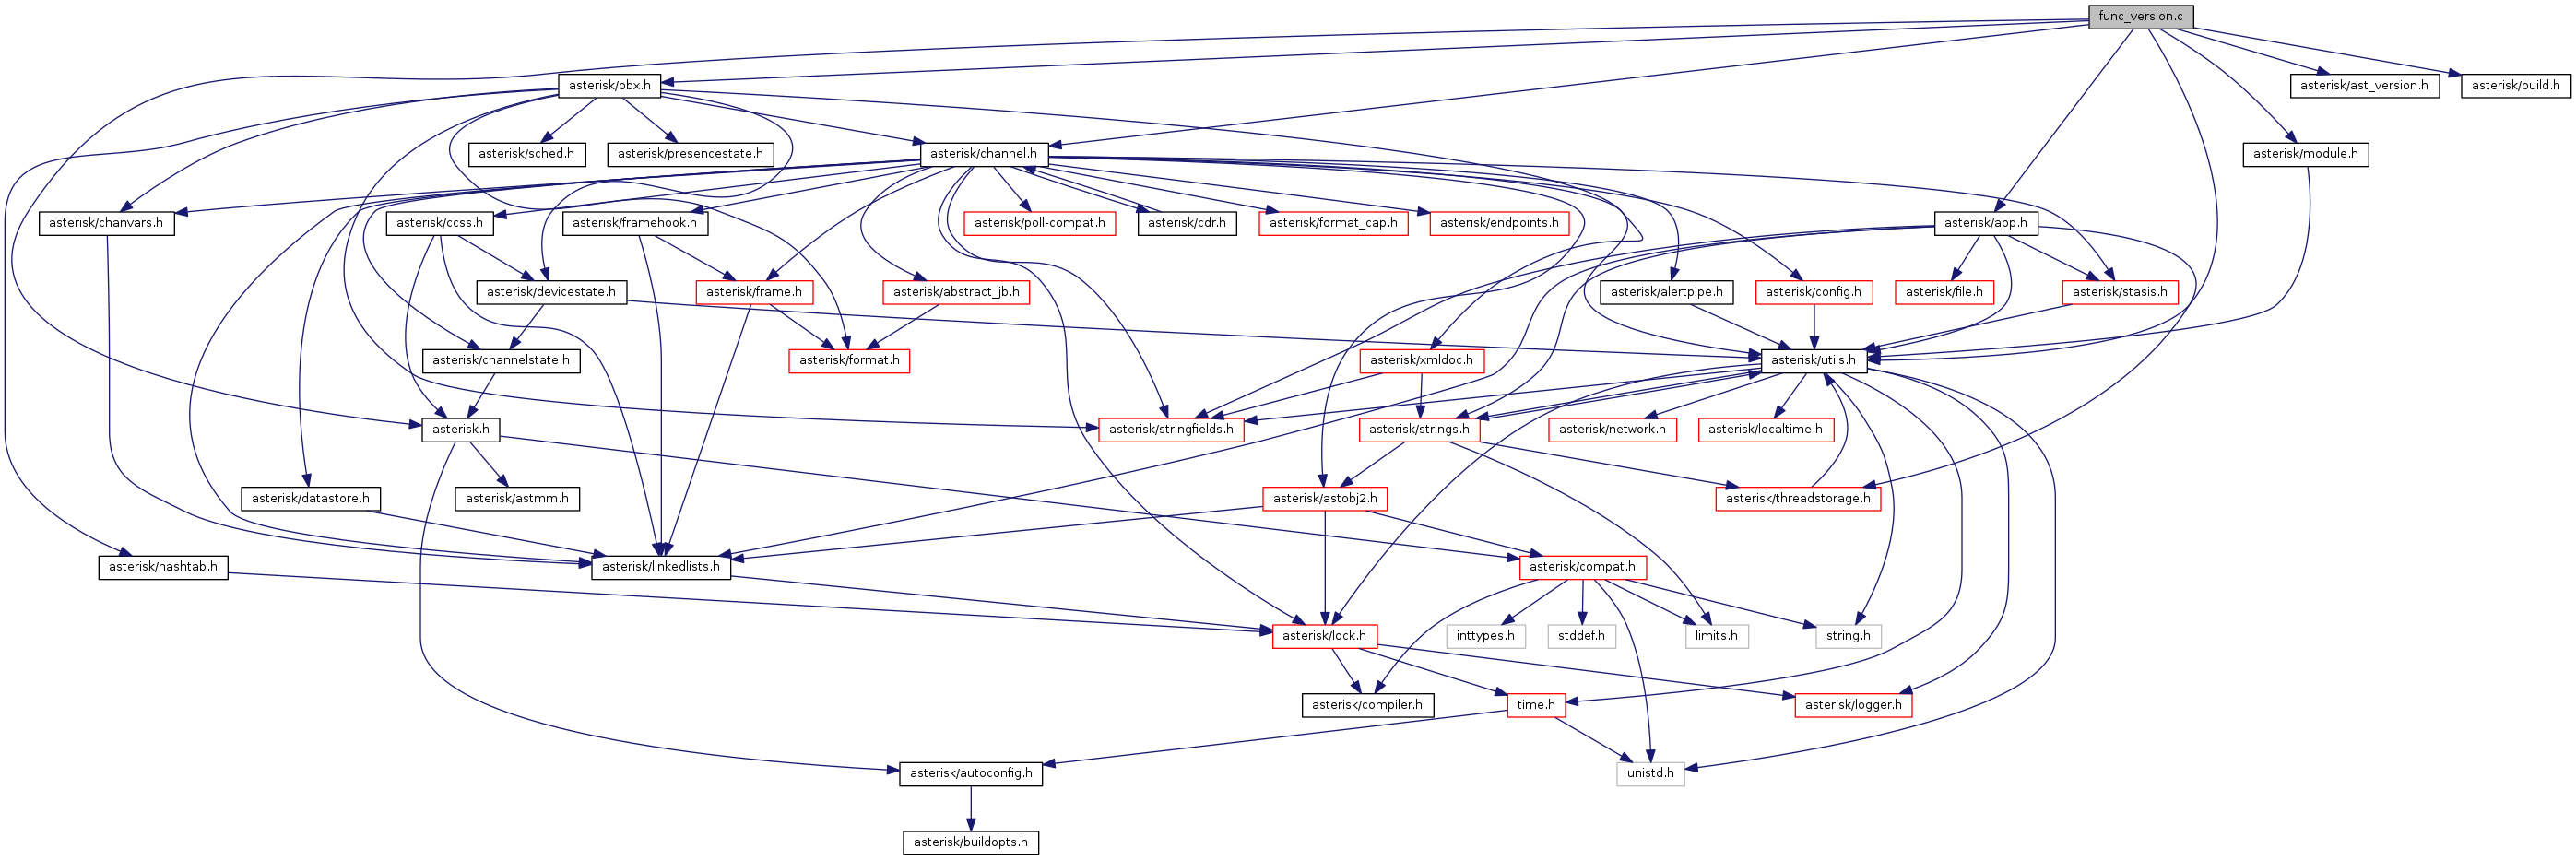 func_version.c
asterisk/pbx.h
asterisk/ast_version.h
asterisk/build.h
asterisk/sched.h
asterisk/presencestate.h
asterisk/channel.h
asterisk/module.h
asterisk/chanvars.h
asterisk/ccss.h
asterisk/framehook.h
asterisk/poll-compat.h
asterisk/cdr.h
asterisk/format_cap.h
asterisk/endpoints.h
asterisk/app.h
asterisk/devicestate.h
asterisk/frame.h
asterisk/abstract_jb.h
asterisk/alertpipe.h
asterisk/config.h
asterisk/file.h
asterisk/stasis.h
asterisk/channelstate.h
asterisk/format.h
asterisk/xmldoc.h
asterisk/utils.h
asterisk.h
asterisk/stringfields.h
asterisk/strings.h
asterisk/network.h
asterisk/localtime.h
asterisk/datastore.h
asterisk/astmm.h
asterisk/astobj2.h
asterisk/threadstorage.h
asterisk/hashtab.h
asterisk/linkedlists.h
asterisk/compat.h
asterisk/lock.h
inttypes.h
stddef.h
limits.h
string.h
asterisk/compiler.h
time.h
asterisk/logger.h
asterisk/autoconfig.h
unistd.h
asterisk/buildopts.h